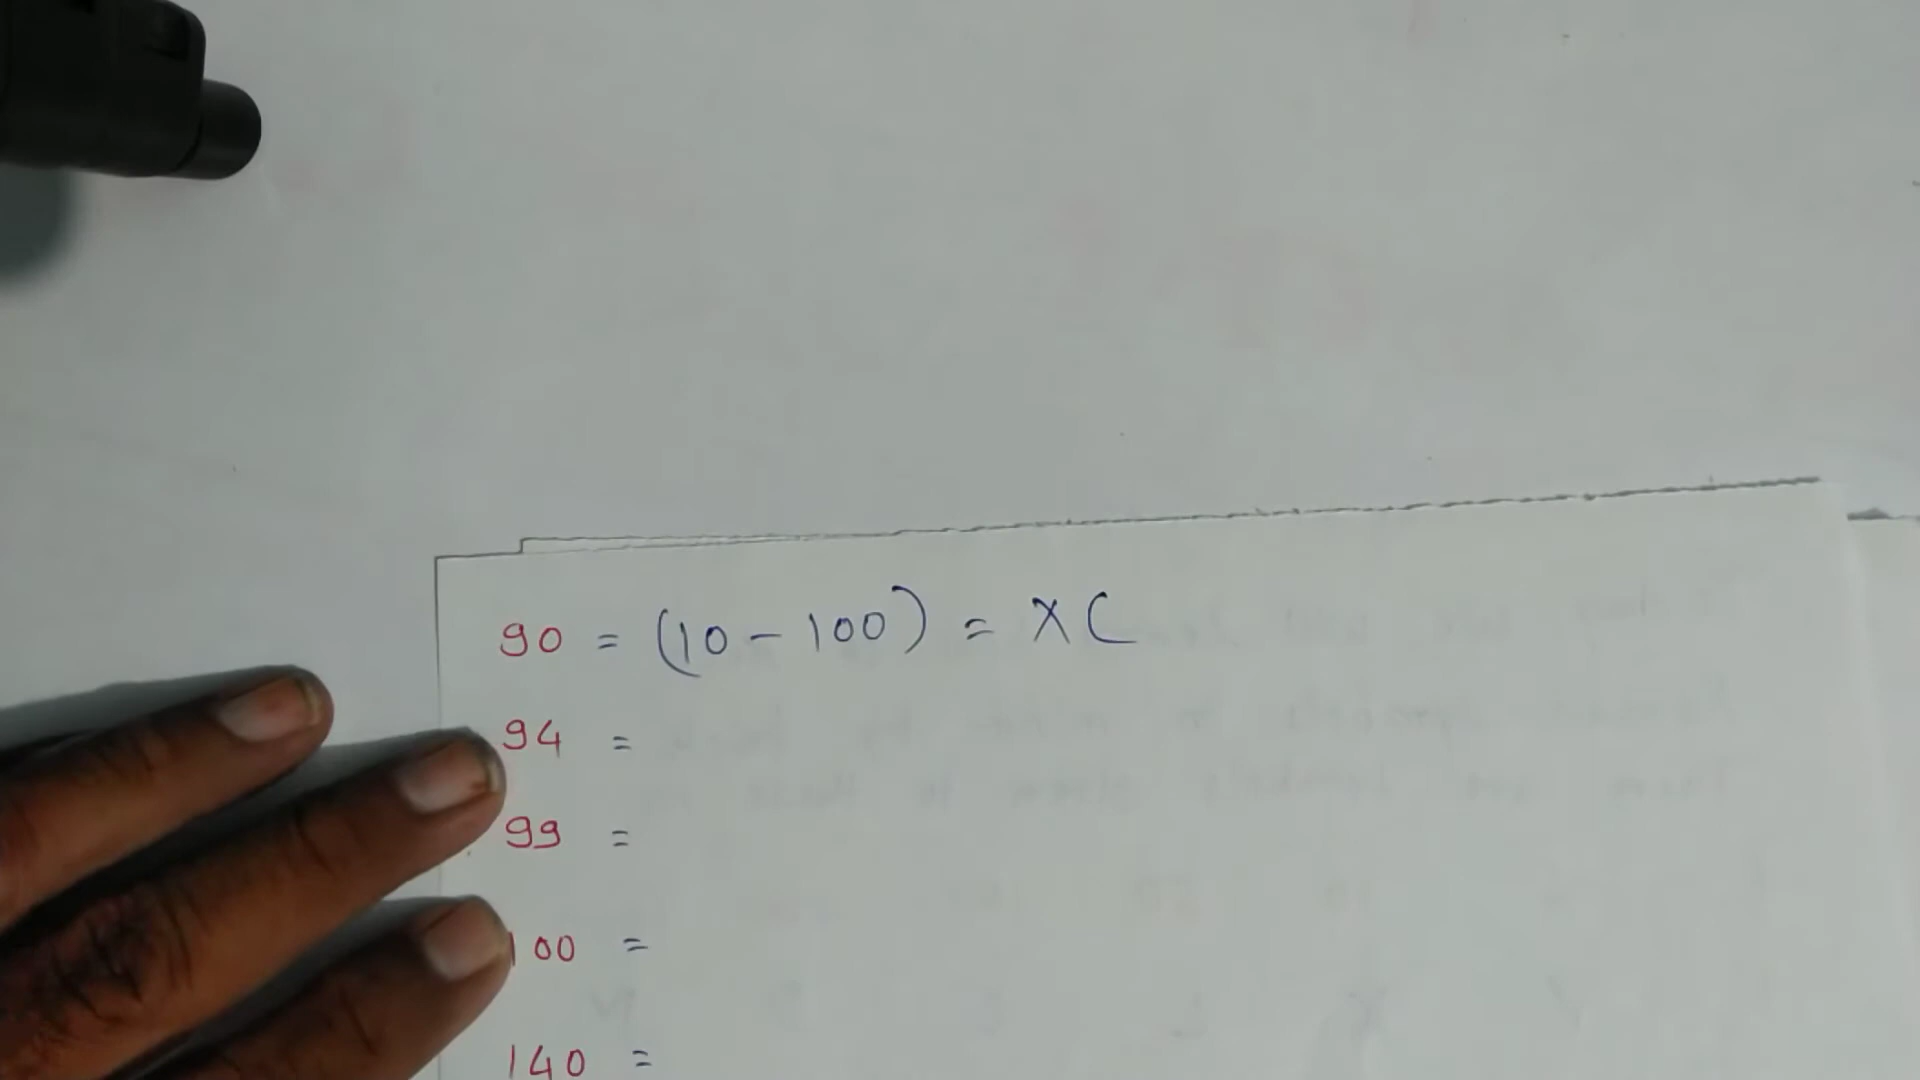 90 = (10 - 100) = XC
94 =
99 =
100 =
140 =